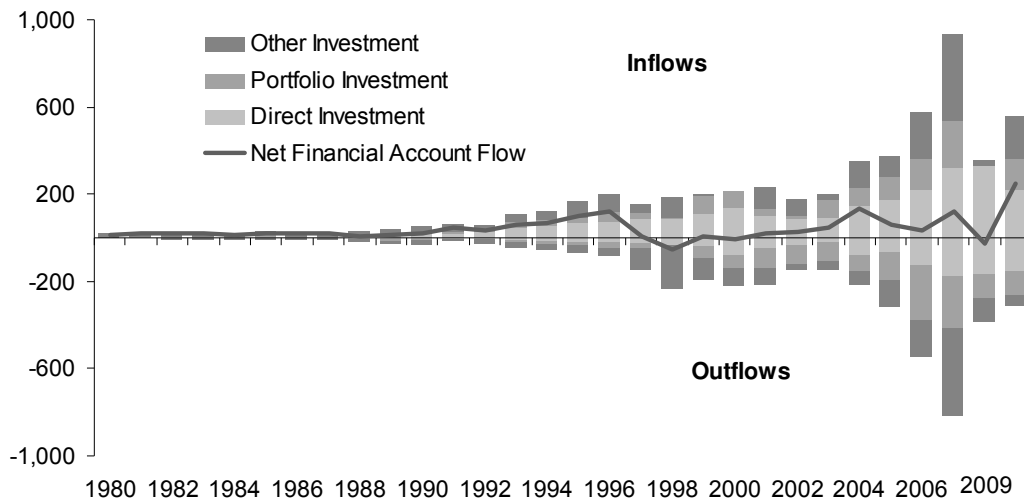 1,000
Other Investment
Inflows
Portfolio Investment
600
Direct Investment
Net Financial Account Flow
200
-200
-600
Outflows
-1,000
1980 1982 1984 1986 1988 1990 1992 1994 1996 1998 2000 2002 2004 2006 2009